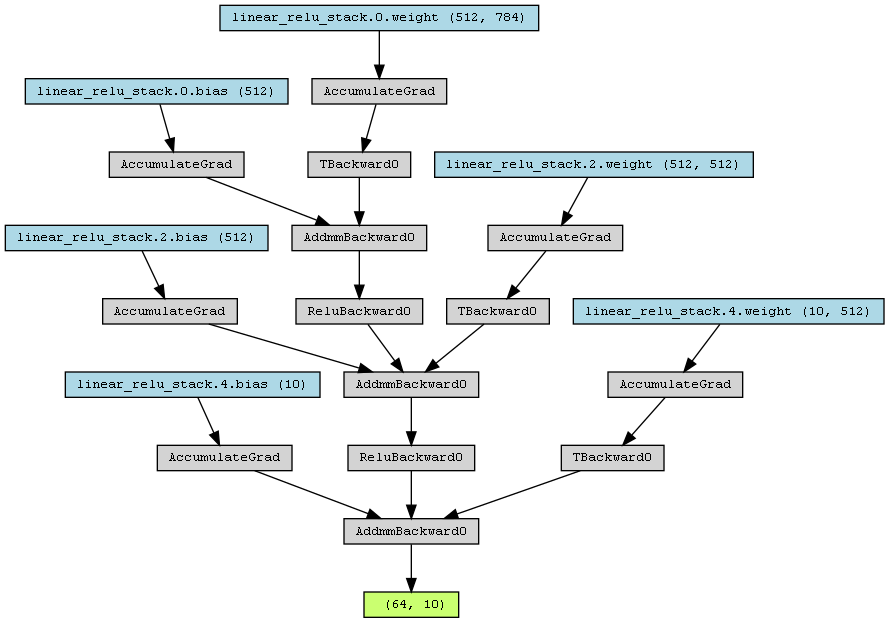 linear_relu_stack.0.weight (512, 784)
linear_relu_stack.0.bias (512)
AccumulateGrad
AccumulateGrad
TBackward0
linear_relu_stack.2.weight (512, 512)
linear_relu_stack.2.bias (512)
AddmmBackward0
AccumulateGrad
AccumulateGrad
ReluBackward0
TBackward0
linear_relu_stack.4.weight (10, 512)
linear_relu_stack.4.bias (10)
AddmmBackward0
AccumulateGrad
AccumulateGrad
ReluBackward0
TBackward0
AddmmBackward0
(64, 10)